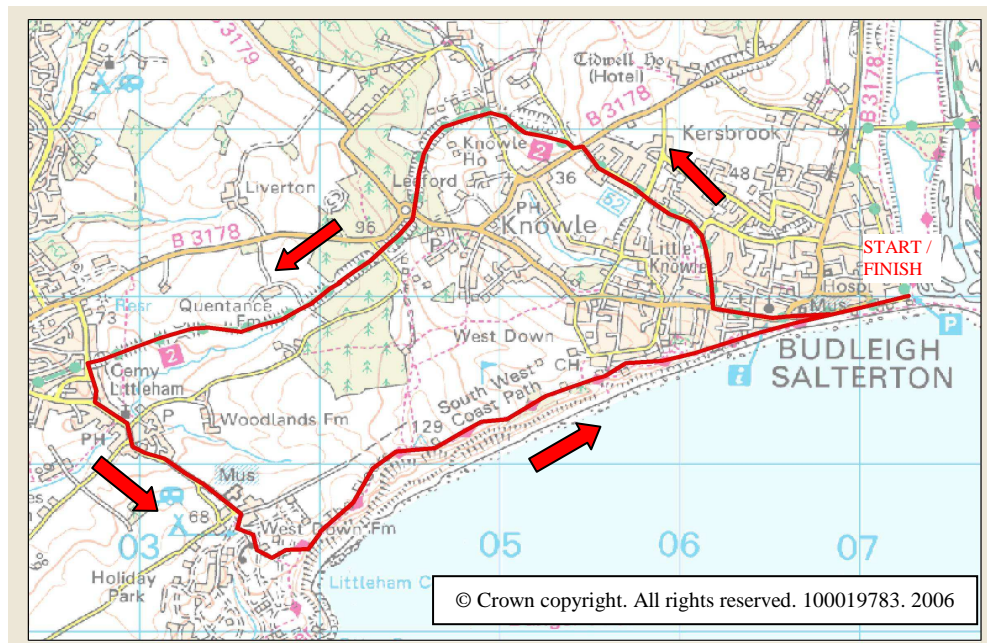 B 3179
Tidwell Ho
(Hotel)
B 3178
B3178
Kersbrook
Knowle
Ho
2
Leeford
36
48
Liverton
PH
52
Knowle
START /
FINISH
96
B 3178
P
Little
Knowle
Resr
Quentance
Fm
Hosp
Mus
73
West Down
P
2
BUDLEIGH
SALTERTON
Littleham
CH
South West
Coast Path
i
P
Woodlands Fm
129
PH
Mus
68
West Down Fm
03
05
06
07
Holiday
Park
Littleham C
© Crown copyright. All rights reserved. 100019783. 2006